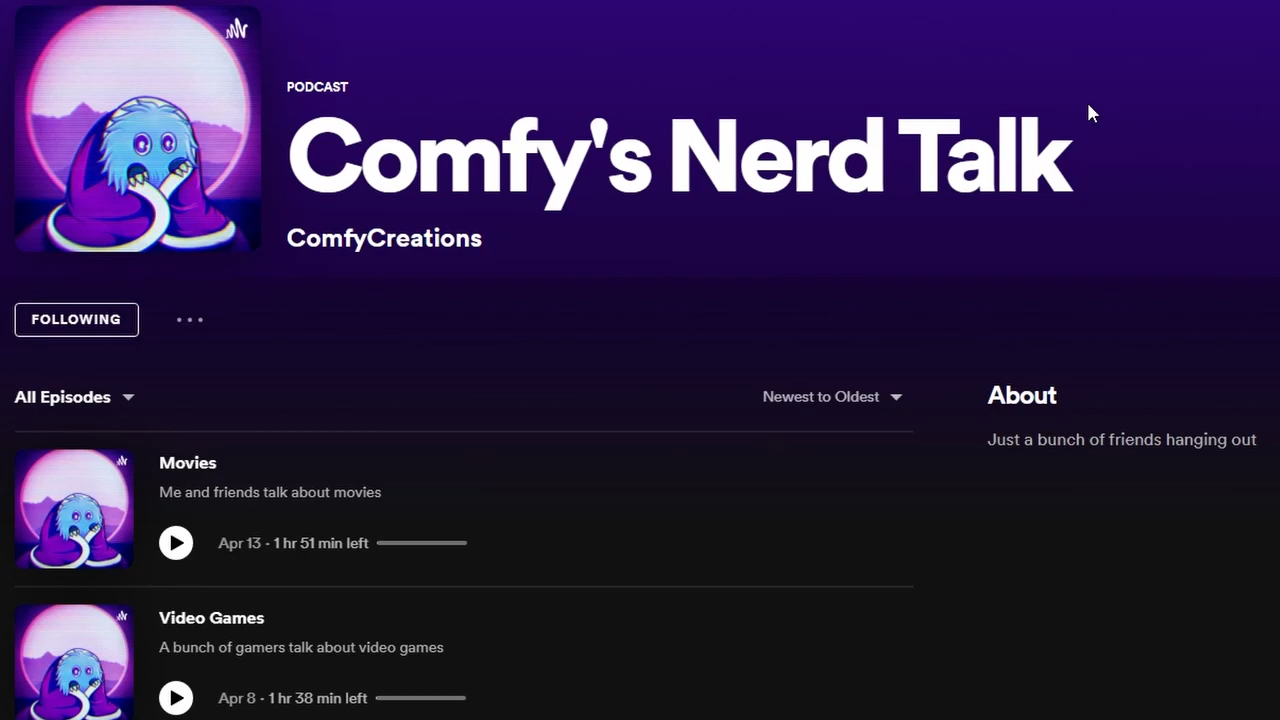 PODCAST
Comfy's Nerd Talk
ComfyCreations
FOLLOWING
All Episodes
Newest to Oldest
About
Just a bunch of friends hanging out
Movies
Me and friends talk about movies
Apr 13 · 1 hr 51 min left
Video Games
A bunch of gamers talk about video games
Apr 8 · 1 hr 38 min left